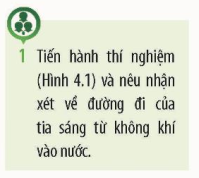 1 Tiến hành thí nghiệm
(Hình 4.1) và nêu nhận
xét về đường đi của
tia sáng từ không khí
vào nước.